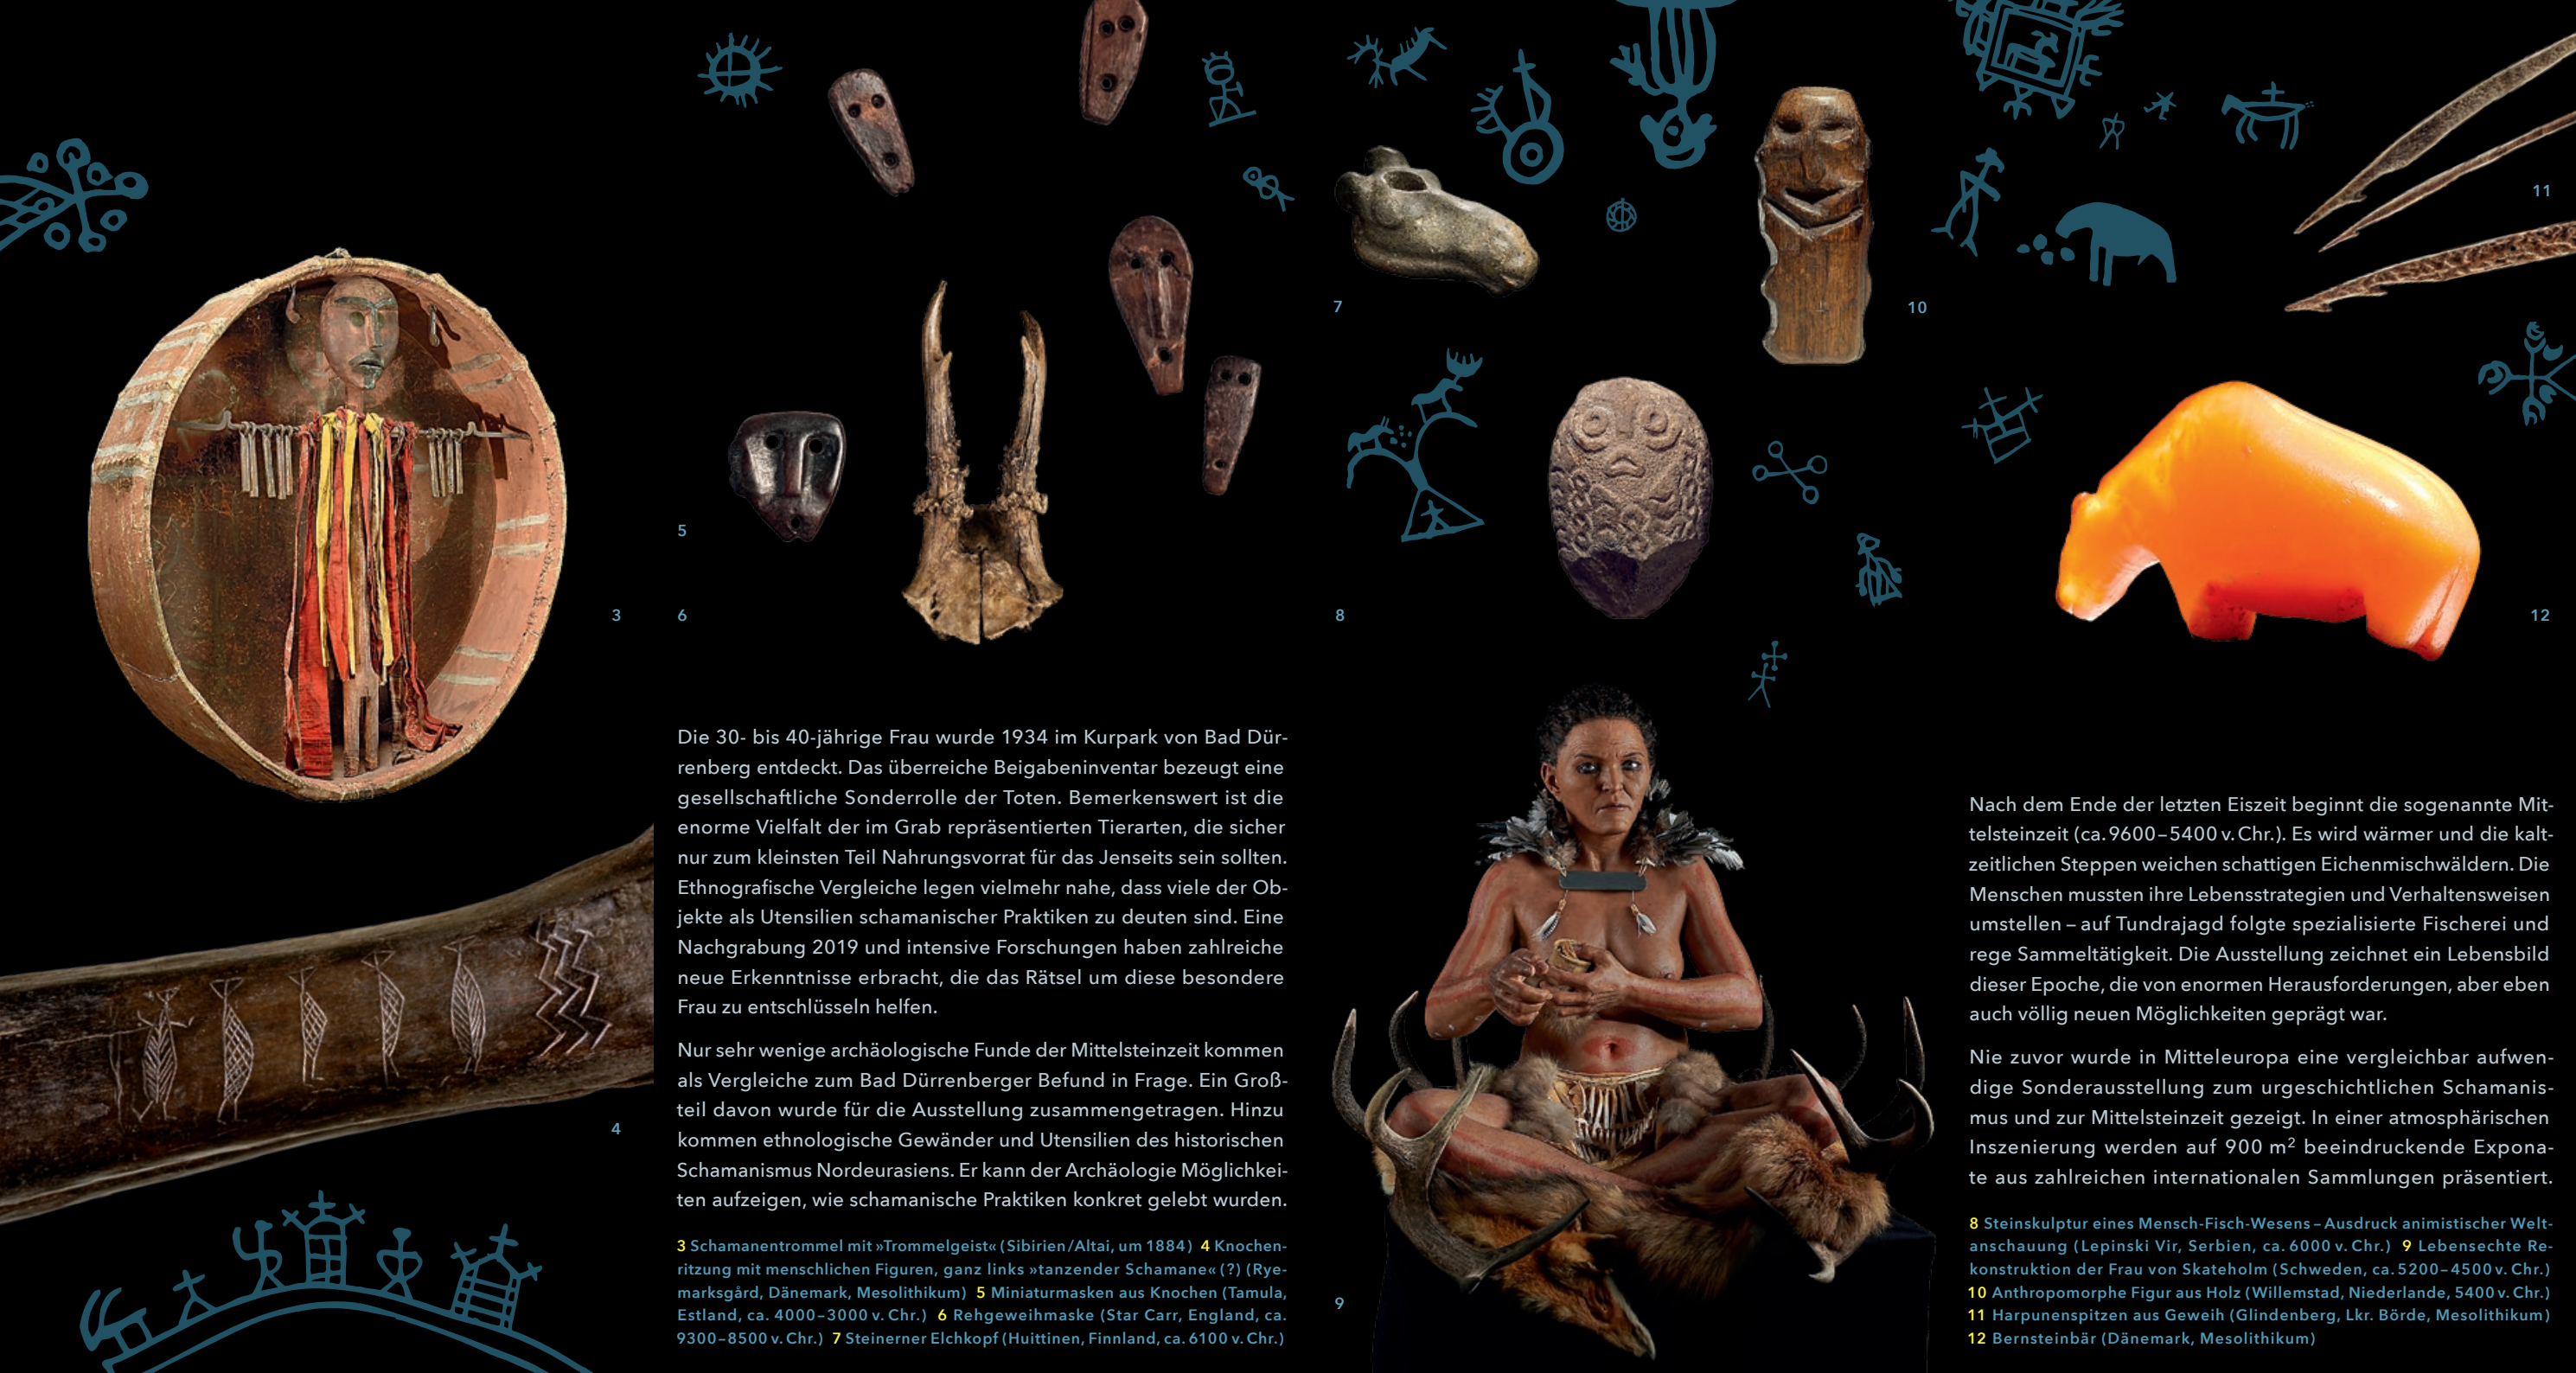 3
4
5
6
Die 30- bis 40-jährige Frau wurde 1934 im Kurpark von Bad Dür-
renberg entdeckt. Das überreiche Beigabeninventar bezeugt eine
gesellschaftliche Sonderrolle der Toten. Bemerkenswert ist die
enorme Vielfalt der im Grab repräsentierten Tierarten, die sicher
nur zum kleinsten Teil Nahrungsvorrat für das Jenseits sein sollten.
Ethnografische Vergleiche legen vielmehr nahe, dass viele der Ob-
jekte als Utensilien schamanischer Praktiken zu deuten sind. Eine
Nachgrabung 2019 und intensive Forschungen haben zahlreiche
neue Erkenntnisse erbracht, die das Rätsel um diese besondere
Frau zu entschlüsseln helfen.
Nur sehr wenige archäologische Funde der Mittelsteinzeit kommen
als Vergleiche zum Bad Dürrenberger Befund in Frage. Ein Groß-
teil davon wurde für die Ausstellung zusammengetragen. Hinzu
kommen ethnologische Gewänder und Utensilien des historischen
Schamanismus Nordeurasiens. Er kann der Archäologie Möglichkei-
ten aufzeigen, wie schamanische Praktiken konkret gelebt wurden.
3 Schamanentrommel mit »Trommelgeist« (Sibirien/Altai, um 1884) 4 Knochen-
ritzung mit menschlichen Figuren, ganz links »tanzender Schamane« (?) (Rye-
marksgård, Dänemark, Mesolithikum) 5 Miniaturmasken aus Knochen (Tamula,
Estland, ca. 4000–3000 v. Chr.) 6 Rehgeweihmaske (Star Carr, England, ca.
9300–8500 v. Chr.) 7 Steinerner Elchkopf (Huittinen, Finnland, ca. 6100 v. Chr.)
7
8
9
10
11
12
Nach dem Ende der letzten Eiszeit beginnt die sogenannte Mit-
telsteinzeit (ca. 9600–5400 v. Chr.). Es wird wärmer und die kalt-
zeitlichen Steppen weichen schattigen Eichenmischwäldern. Die
Menschen mussten ihre Lebensstrategien und Verhaltensweisen
umstellen – auf Tundrajagd folgte spezialisierte Fischerei und
rege Sammeltätigkeit. Die Ausstellung zeichnet ein Lebensbild
dieser Epoche, die von enormen Herausforderungen, aber eben
auch völlig neuen Möglichkeiten geprägt war.
Nie zuvor wurde in Mitteleuropa eine vergleichbar aufwen-
dige Sonderausstellung zum urgeschichtlichen Schamanis-
mus und zur Mittelsteinzeit gezeigt. In einer atmosphärischen
Inszenierung werden auf 900 m² beeindruckende Expona-
te aus zahlreichen internationalen Sammlungen präsentiert.
8 Steinskulptur eines Mensch-Fisch-Wesens – Ausdruck animistischer Welt-
anschauung (Lepinski Vir, Serbien, ca. 6000 v. Chr.) 9 Lebensechte Re-
konstruktion der Frau von Skateholm (Schweden, ca. 5200–4500 v. Chr.)
10 Anthropomorphe Figur aus Holz (Willemstad, Niederlande, 5400 v. Chr.)
11 Harpunenspitzen aus Geweih (Glindenberg, Lkr. Börde, Mesolithikum)
12 Bernsteinbär (Dänemark, Mesolithikum)